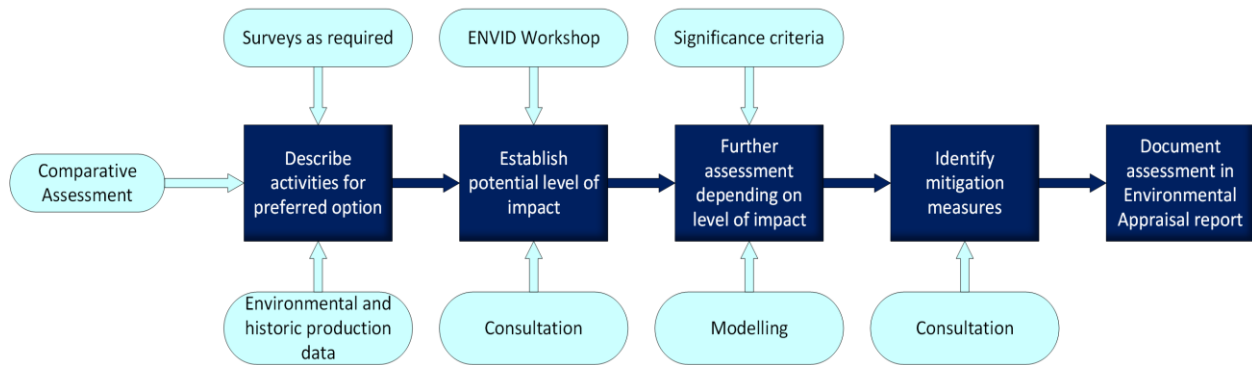 Surveys as required
ENVID Workshop
Significance criteria
Comparative
Assessment
Describe
activities for
preferred option
Establish
potential level of
impact
Further
assessment
depending on
level of impact
Identify
mitigation
measures
Document
assessment in
Environmental
Appraisal report
Environmental and
historic production
data
Consultation
Modelling
Consultation